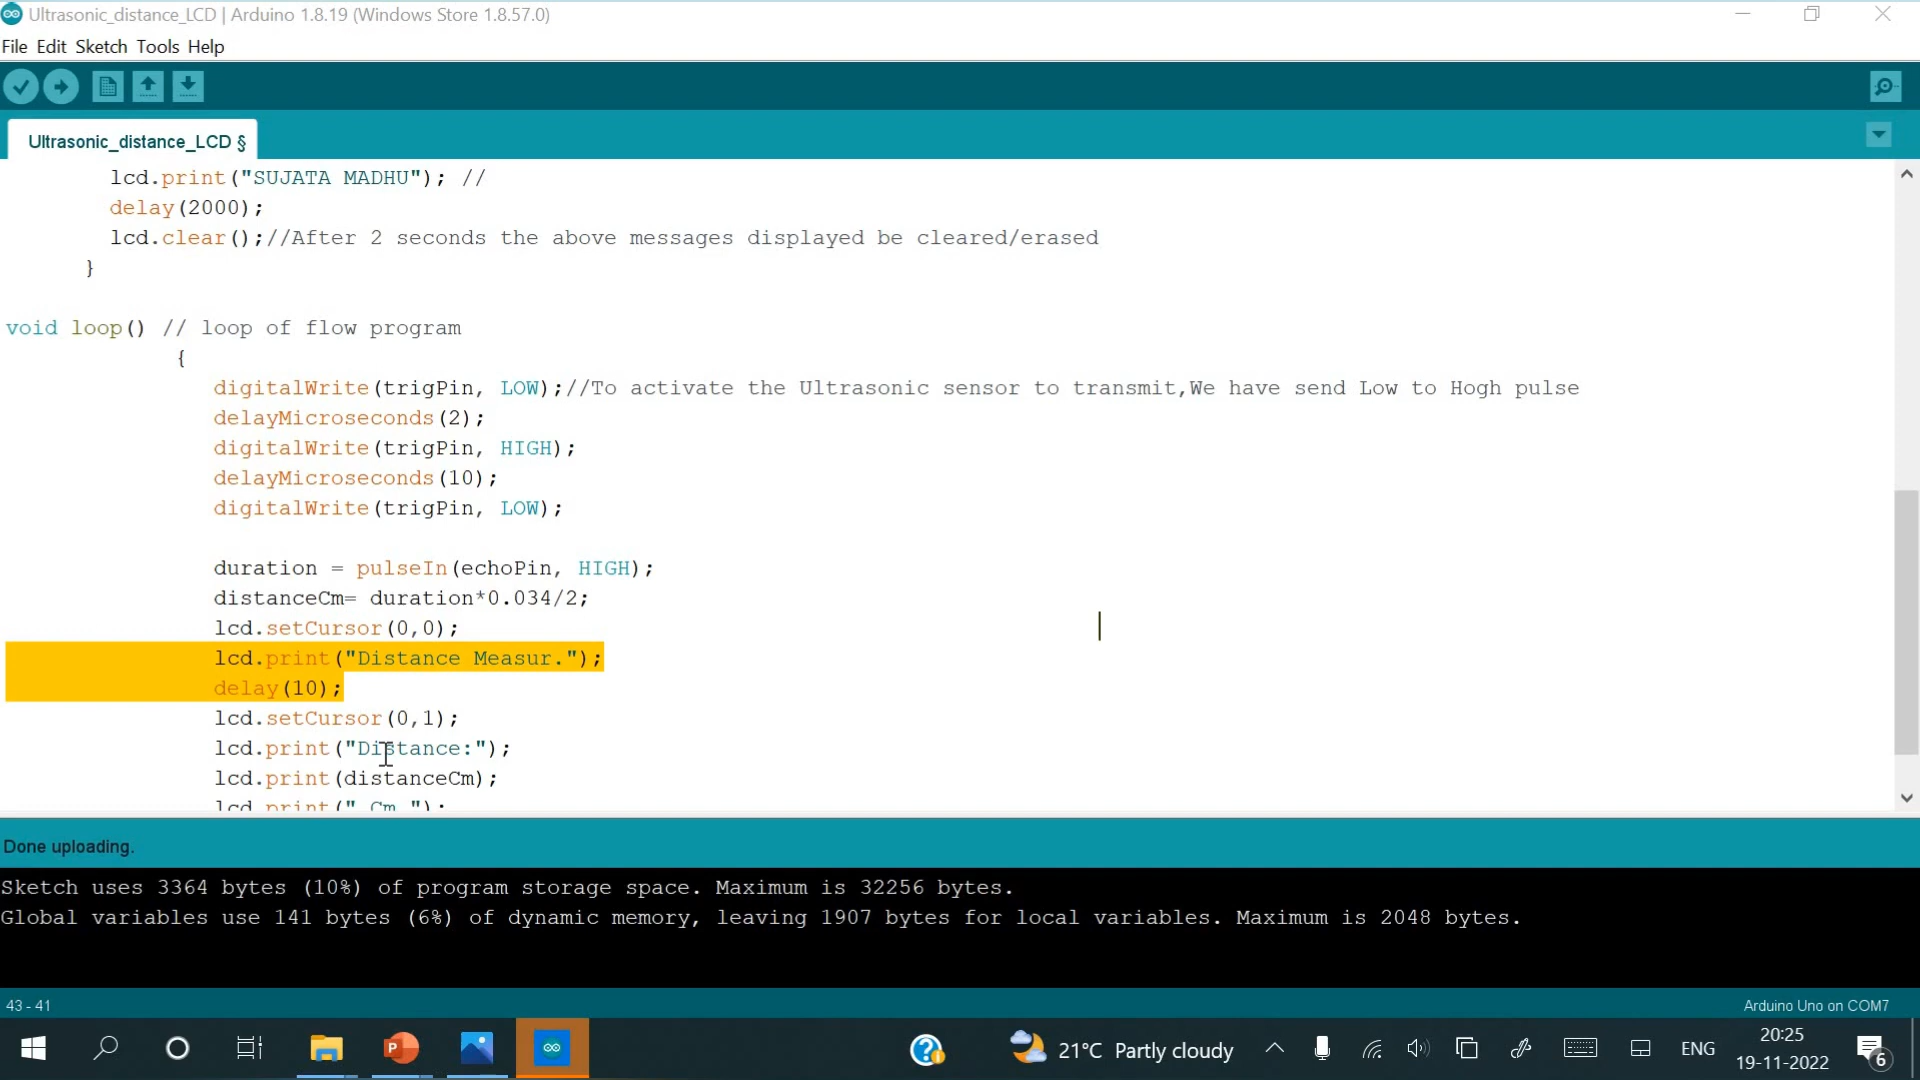 Ultrasonic_distance_LCD | Arduino 1.8.19 (Windows Store 1.8.57.0)
File Edit Sketch Tools Help
Ultrasonic_distance_LCD §
lcd.print("SUJATA MADHU"); //
delay(2000);
lcd.clear();//After 2 seconds the above messages displayed be cleared/erased
}
void loop() // loop of flow program
{
digitalWrite(trigPin, LOW);//To activate the Ultrasonic sensor to transmit,We have send Low to Hogh pulse
delayMicroseconds(2);
digitalWrite(trigPin, HIGH);
delayMicroseconds(10);
digitalWrite(trigPin, LOW);
duration = pulseIn(echoPin, HIGH);
distanceCm= duration*0.034/2;
lcd.setCursor(0,0);
lcd.print("Distance Measur.");
delay(10);
lcd.setCursor(0,1);
lcd.print("Distance:");
lcd.print(distanceCm);
lcd.print(" Cm ");
Done uploading.
Sketch uses 3364 bytes (10%) of program storage space. Maximum is 32256 bytes.
Global variables use 141 bytes (6%) of dynamic memory, leaving 1907 bytes for local variables. Maximum is 2048 bytes.
43 - 41
Arduino Uno on COM7
21°C Partly cloudy
ENG
20:25
19-11-2022
6